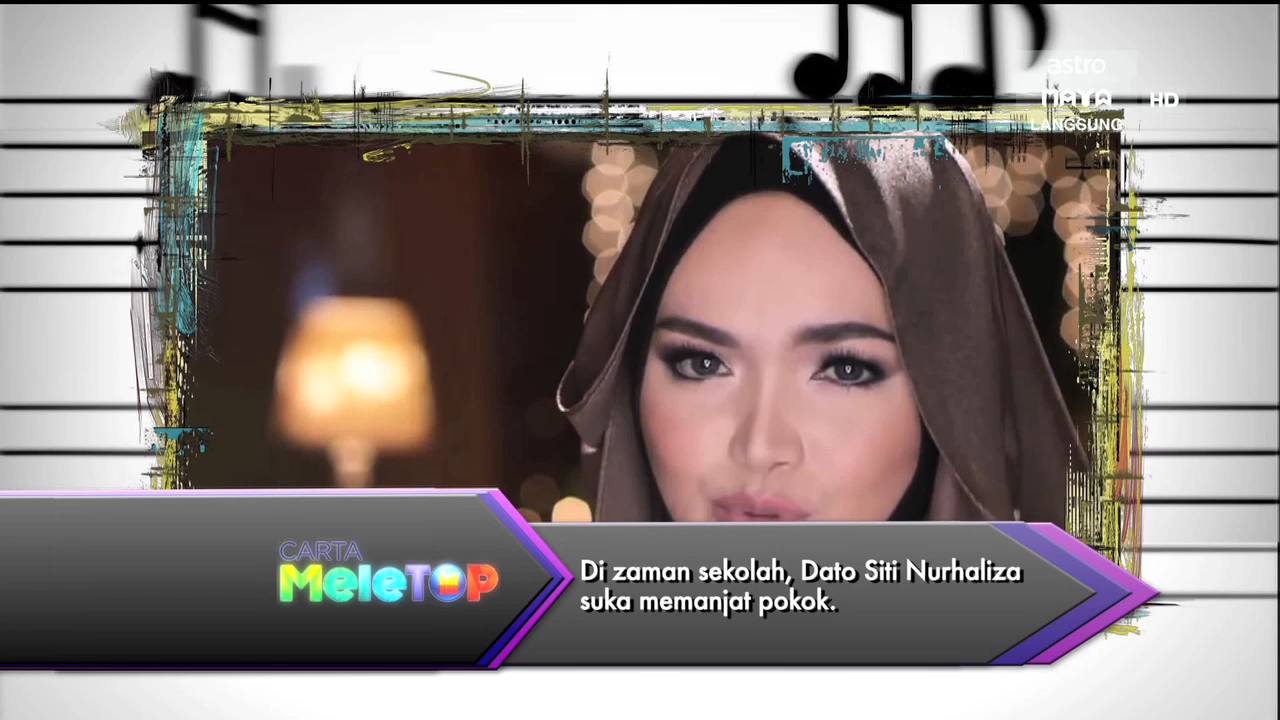 astro
MAYA HD
LANGSUNG
CARTA
MeleTOP
Di zaman sekolah, Dato Siti Nurhaliza
suka memanjat pokok.